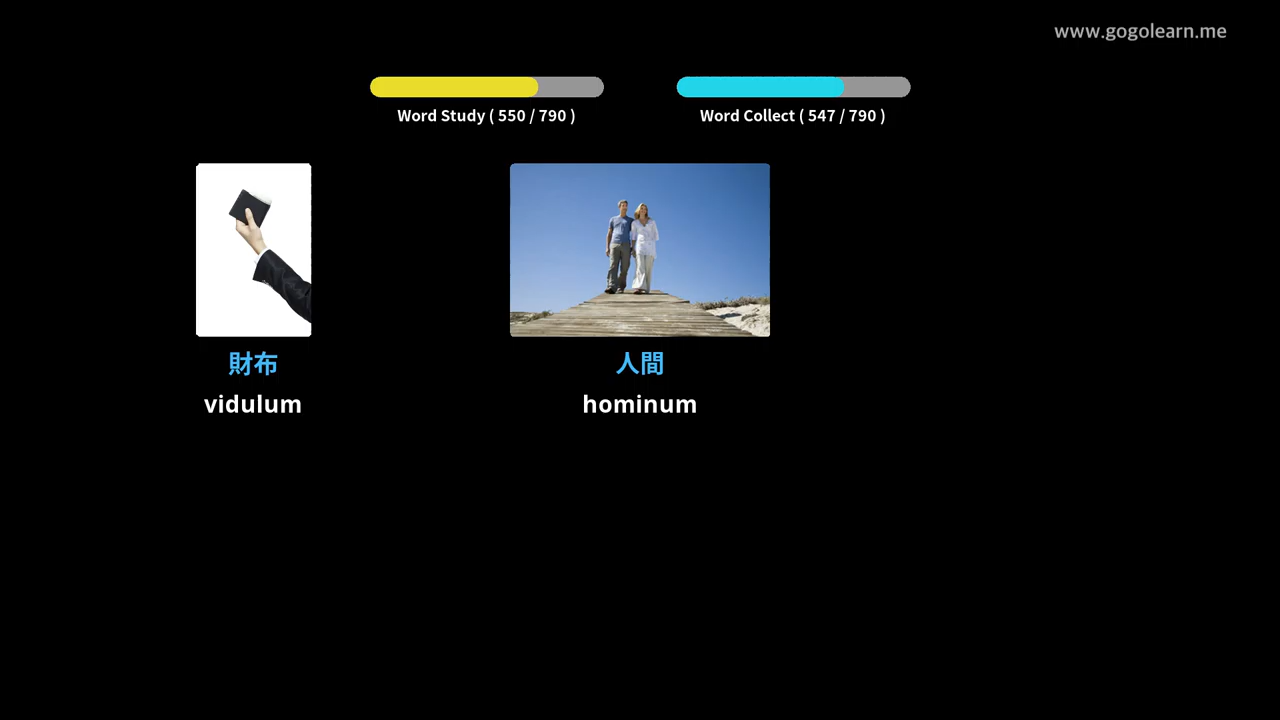 www.gogolearn.me
Word Study ( 550 / 790 )
Word Collect ( 547 / 790 )
財布
vidulum
人間
hominum